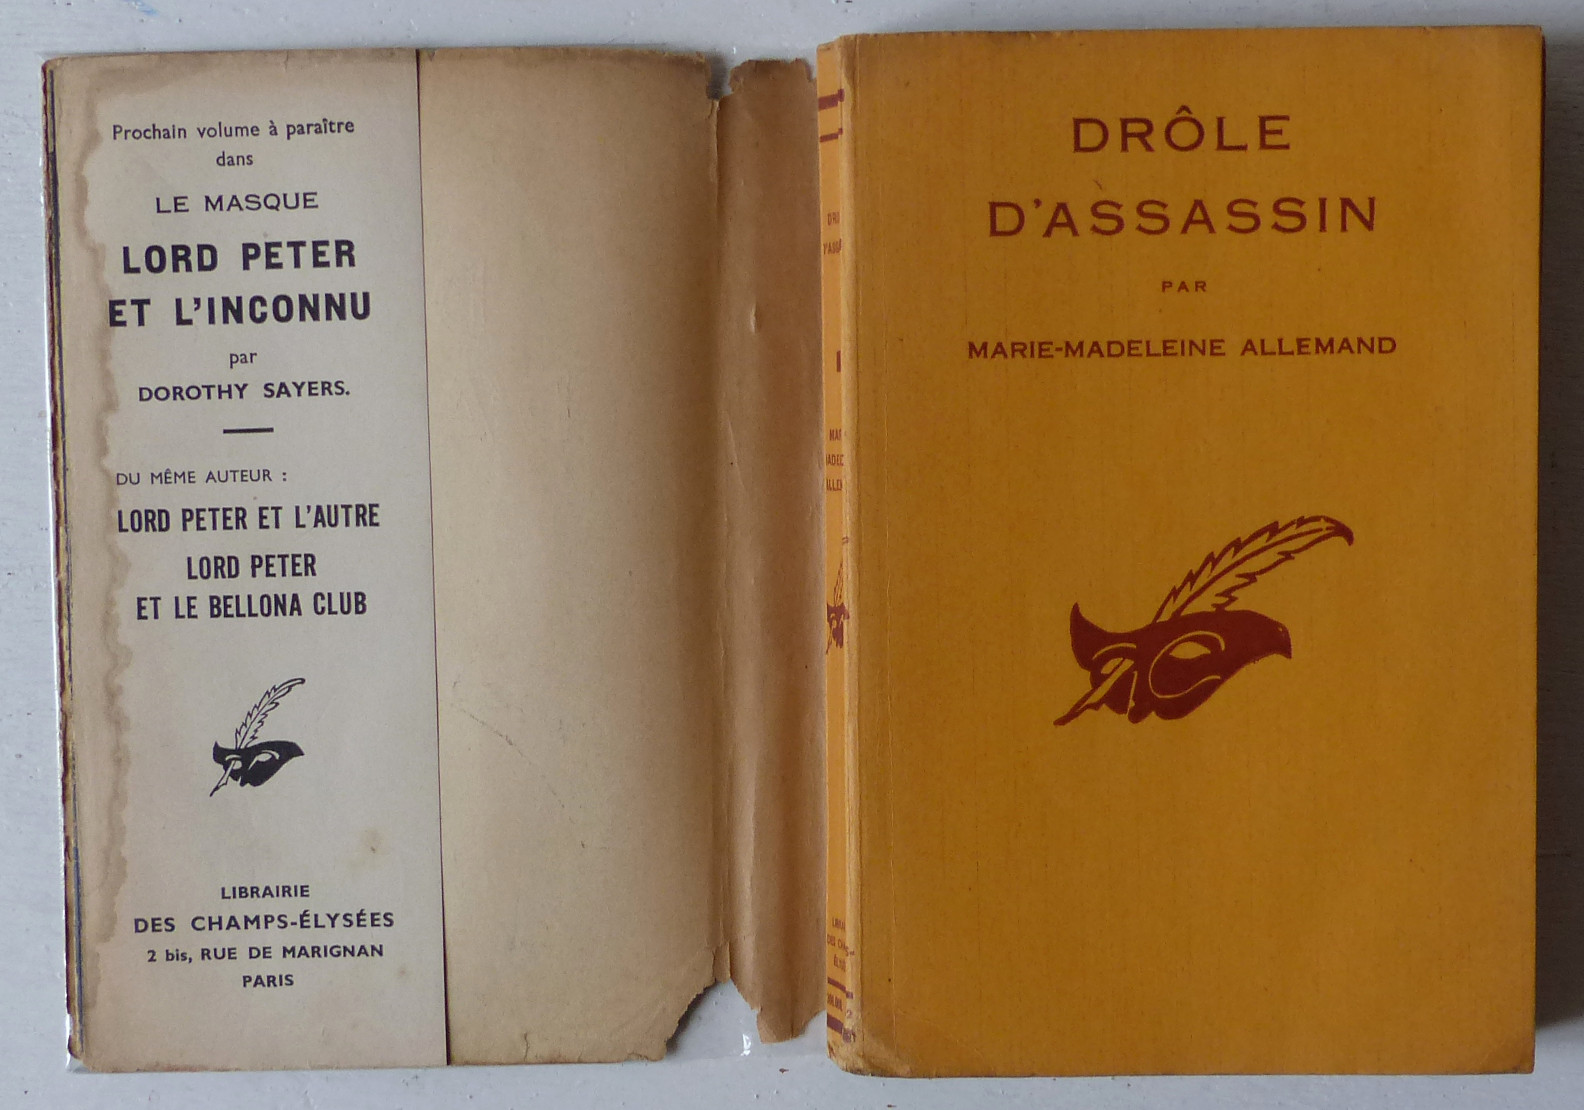 Prochain volume à paraître
dans
LE MASQUE
LORD PETER
ET L'INCONNU
par
DOROTHY SAYERS.
DU MÊME AUTEUR :
LORD PETER ET L'AUTRE
LORD PETER
ET LE BELLONA CLUB
LIBRAIRIE
DES CHAMPS-ÉLYSÉES
2 bis, RUE DE MARIGNAN
PARIS
DRÔLE
D'ASSASSIN
PAR
MARIE-MADELEINE ALLEMAND